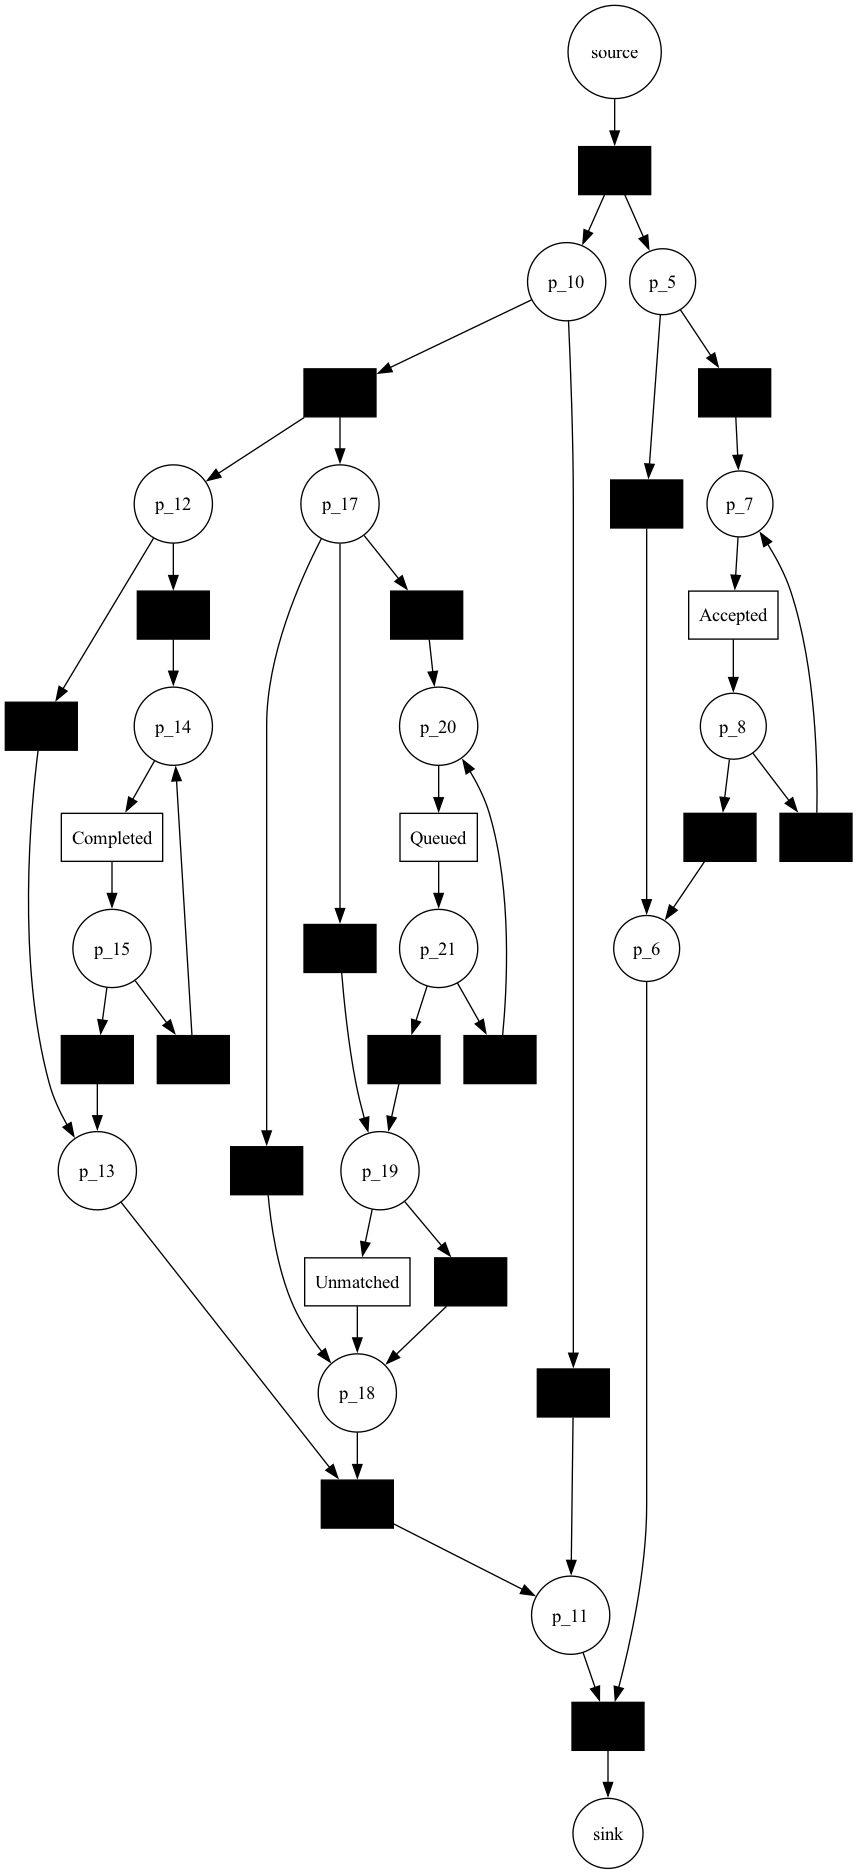 source
p_10
p_5
p_12
p_17
p_7
Accepted
p_14
p_20
p_8
Completed
Queued
p_15
p_21
p_6
p_13
p_19
Unmatched
p_18
p_11
sink